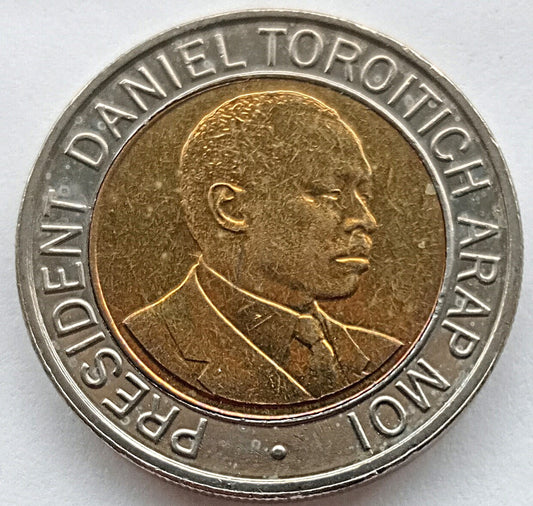 PRESIDENT DANIEL TOROITICH ARAP MOI